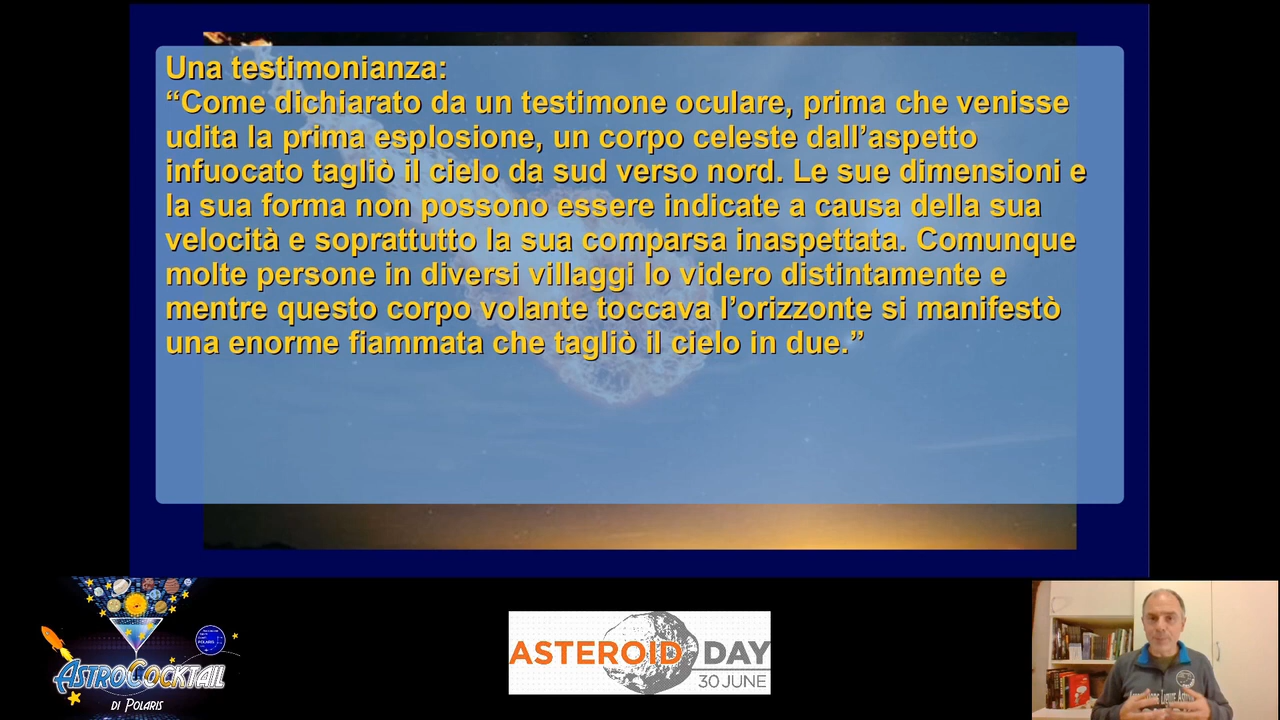 Una testimonianza:
“Come dichiarato da un testimone oculare, prima che venisse
udita la prima esplosione, un corpo celeste dall’aspetto
infuocato tagliò il cielo da sud verso nord. Le sue dimensioni e
la sua forma non possono essere indicate a causa della sua
velocità e soprattutto la sua comparsa inaspettata. Comunque
molte persone in diversi villaggi lo videro distintamente e
mentre questo corpo volante toccava l’orizzonte si manifestò
una enorme fiammata che tagliò il cielo in due.”
POLARIS
ASTROCOCKTAIL
DI POLARIS
ASTEROID DAY
30 JUNE